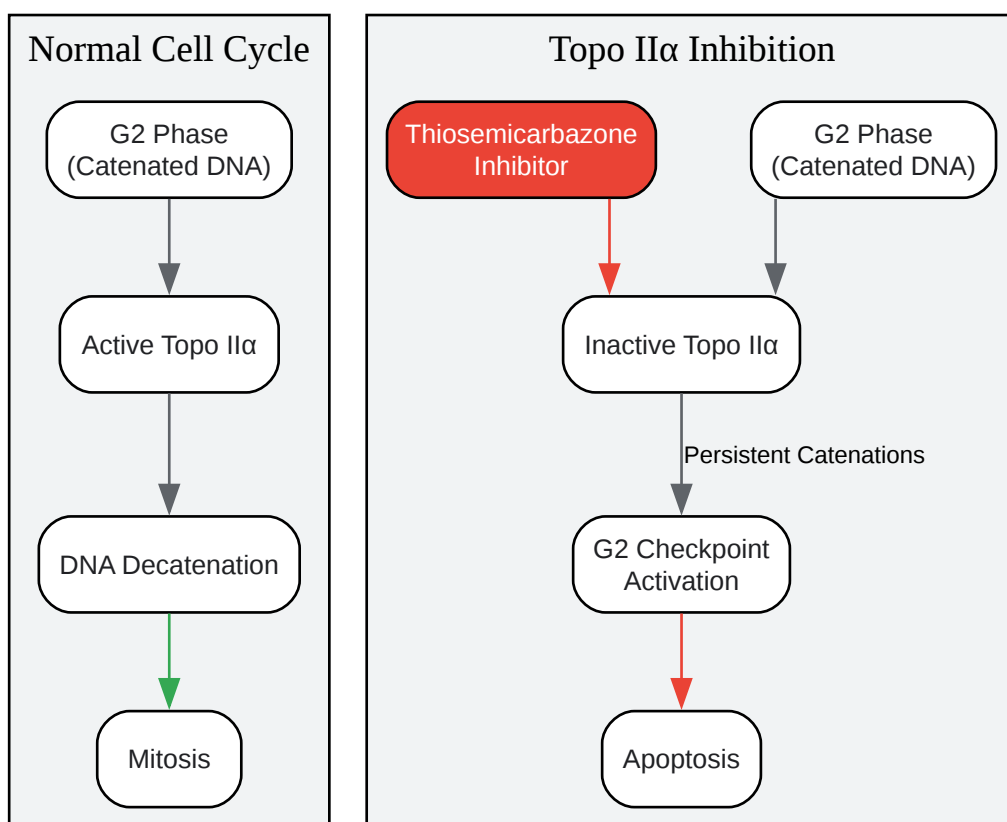 Normal Cell Cycle
G2 Phase
(Catenated DNA)
Active Topo IIα
DNA Decatenation
Mitosis
Topo IIα Inhibition
Thiosemicarbazone
Inhibitor
G2 Phase
(Catenated DNA)
Inactive Topo IIα
Persistent Catenations
G2 Checkpoint
Activation
Apoptosis